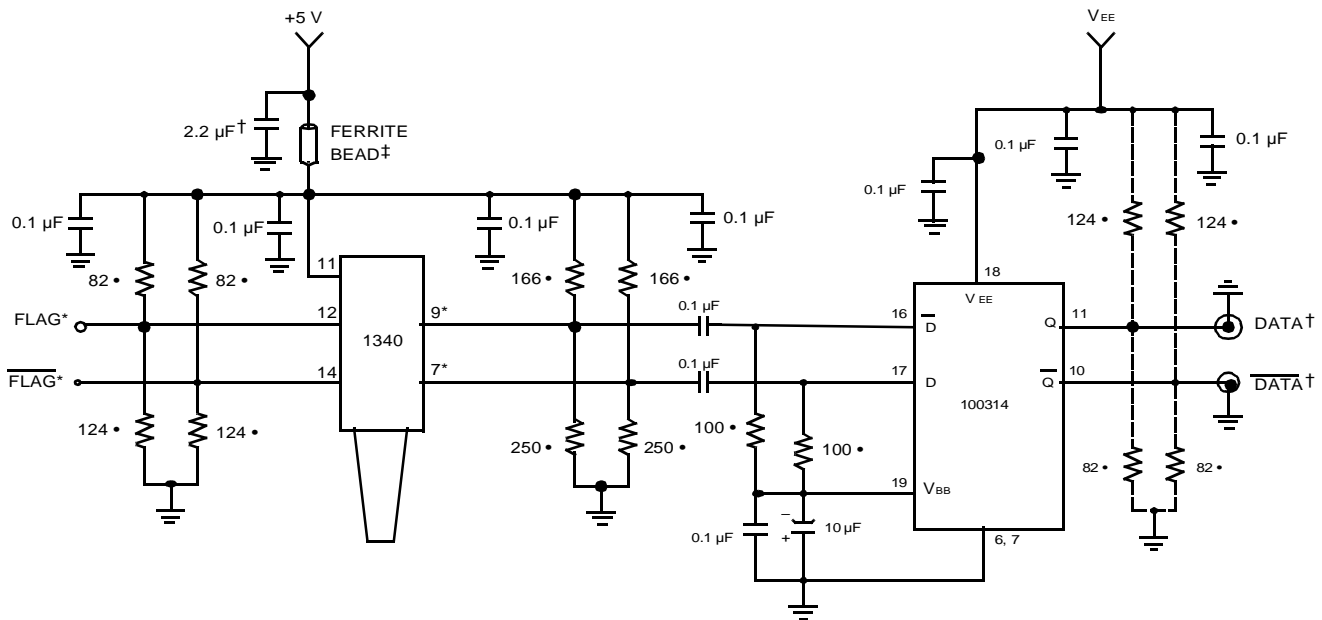 +5 V
VEE
2.2 µF†
FERRITE
BEAD‡
0.1 µF
0.1 µF
0.1 µF
0.1 µF
0.1 µF
0.1 µF
0.1 µF
124 •
124 •
82 •
82 •
11
166 •
166 •
18
VEE
0.1 µF
FLAG*
12
9*
16
D̅
Q
11
DATA†
1340
0.1 µF
F̅L̅A̅G̅*
14
7*
17
D
Q̅
10
D̅A̅T̅A̅†
100314
124 •
124 •
250 •
250 •
100 •
100 •
82 •
82 •
19
VBB
0.1 µF
–
+
10 µF
6, 7